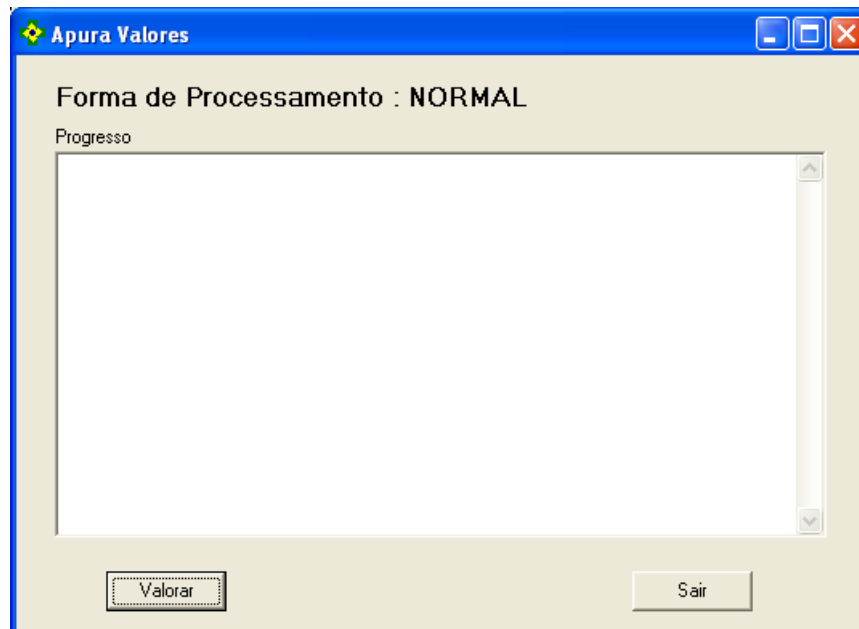 Apura Valores
Forma de Processamento : NORMAL
Progresso
Valorar
Sair